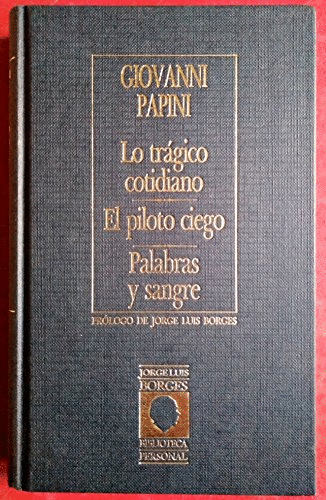 GIOVANNI
PAPINI
Lo trágico
cotidiano
El piloto ciego
Palabras
y sangre
PRÓLOGO DE JORGE LUIS BORGES
JORGE LUIS
BORGES
BIBLIOTECA
PERSONAL